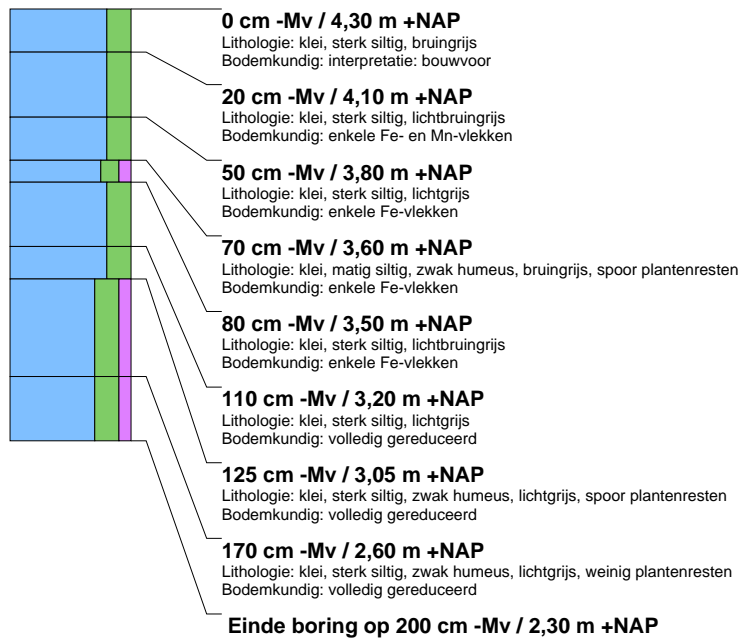 0 cm -Mv / 4,30 m +NAP
Lithologie: klei, sterk siltig, bruingrijs
Bodemkundig: interpretatie: bouwvoor
20 cm -Mv / 4,10 m +NAP
Lithologie: klei, sterk siltig, lichtbruingrijs
Bodemkundig: enkele Fe- en Mn-vlekken
50 cm -Mv / 3,80 m +NAP
Lithologie: klei, sterk siltig, lichtgrijs
Bodemkundig: enkele Fe-vlekken
70 cm -Mv / 3,60 m +NAP
Lithologie: klei, matig siltig, zwak humeus, bruingrijs, spoor plantenresten
Bodemkundig: enkele Fe-vlekken
80 cm -Mv / 3,50 m +NAP
Lithologie: klei, sterk siltig, lichtbruingrijs
Bodemkundig: enkele Fe-vlekken
110 cm -Mv / 3,20 m +NAP
Lithologie: klei, sterk siltig, lichtgrijs
Bodemkundig: volledig gereduceerd
125 cm -Mv / 3,05 m +NAP
Lithologie: klei, sterk siltig, zwak humeus, lichtgrijs, spoor plantenresten
Bodemkundig: volledig gereduceerd
170 cm -Mv / 2,60 m +NAP
Lithologie: klei, sterk siltig, zwak humeus, lichtgrijs, weinig plantenresten
Bodemkundig: volledig gereduceerd
Einde boring op 200 cm -Mv / 2,30 m +NAP